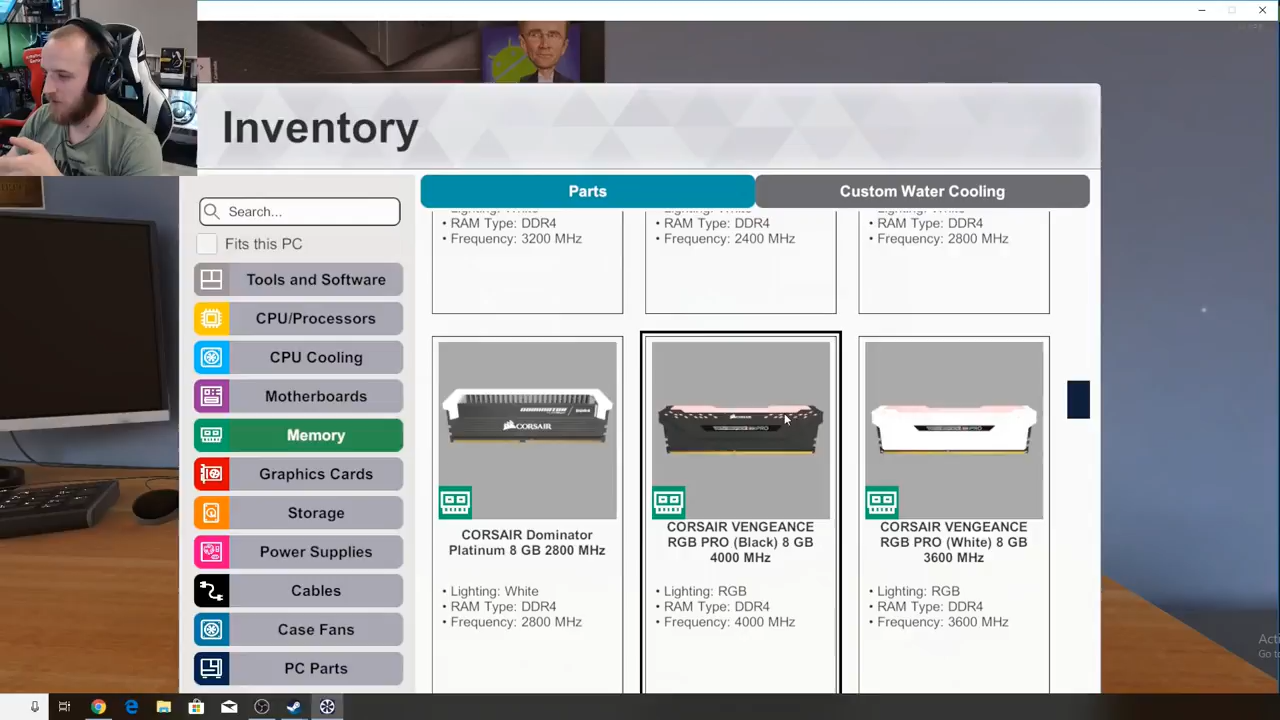 Inventory
Parts
Custom Water Cooling
Search...
Fits this PC
Tools and Software
CPU/Processors
CPU Cooling
Motherboards
Memory
Graphics Cards
Storage
Power Supplies
Cables
Case Fans
PC Parts
• RAM Type: DDR4
• Frequency: 3200 MHz
• RAM Type: DDR4
• Frequency: 2400 MHz
• RAM Type: DDR4
• Frequency: 2800 MHz
CORSAIR
CORSAIR Dominator
Platinum 8 GB 2800 MHz
• Lighting: White
• RAM Type: DDR4
• Frequency: 2800 MHz
CORSAIR VENGEANCE
RGB PRO (Black) 8 GB
4000 MHz
• Lighting: RGB
• RAM Type: DDR4
• Frequency: 4000 MHz
CORSAIR VENGEANCE
RGB PRO (White) 8 GB
3600 MHz
• Lighting: RGB
• RAM Type: DDR4
• Frequency: 3600 MHz
Go to